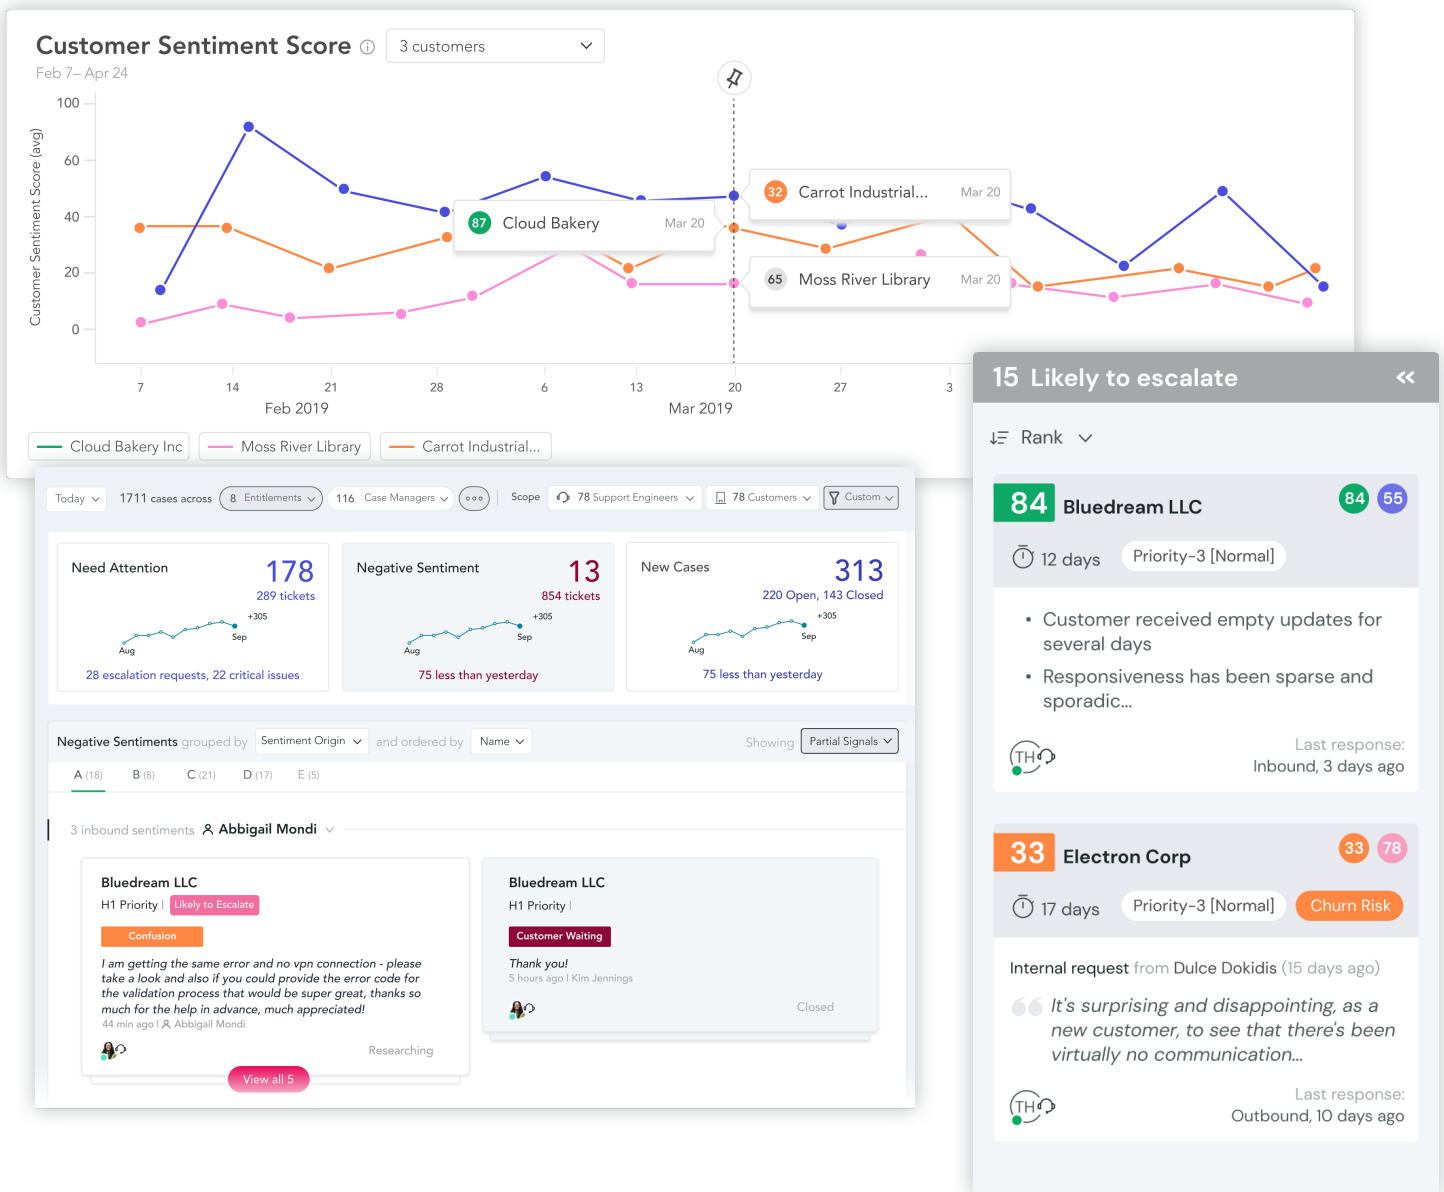 Customer Sentiment Score
3 customers
Feb 7– Apr 24
Customer Sentiment Score (avg)
100
60
40
20
0
32 Carrot Industrial... Mar 20
87 Cloud Bakery Mar 20
65 Moss River Library Mar 20
7 14 21 28 6 13 20 27 3
Feb 2019 Mar 2019
Cloud Bakery Inc Moss River Library Carrot Industrial...
Today 1711 cases across 8 Entitlements 116 Case Managers Scope 78 Support Engineers 78 Customers Custom
Need Attention 178
289 tickets
+305
Sep
Aug
28 escalation requests, 22 critical issues
Negative Sentiment 13
854 tickets
+305
Sep
Aug
75 less than yesterday
New Cases 313
220 Open, 143 Closed
+305
Sep
Aug
75 less than yesterday
Negative Sentiments grouped by Sentiment Origin and ordered by Name Showing Partial Signals
A (18) B (8) C (21) D (17) E (5)
3 inbound sentiments Abbigail Mondi
Bluedream LLC
H1 Priority | Likely to Escalate
Confusion
I am getting the same error and no vpn connection - please
take a look and also if you could provide the error code for
the validation process that would be super great, thanks so
much for the help in advance, much appreciated!
44 min ago | Abbigail Mondi
Researching
View all 5
Bluedream LLC
H1 Priority |
Customer Waiting
Thank you!
5 hours ago | Kim Jennings
Closed
15 Likely to escalate
Rank
84 Bluedream LLC 84 55
12 days Priority-3 [Normal]
• Customer received empty updates for
several days
• Responsiveness has been sparse and
sporadic...
TH
Last response:
Inbound, 3 days ago
33 Electron Corp 33 78
17 days Priority-3 [Normal] Churn Risk
Internal request from Dulce Dokidis (15 days ago)
It's surprising and disappointing, as a
new customer, to see that there's been
virtually no communication...
TH
Last response:
Outbound, 10 days ago